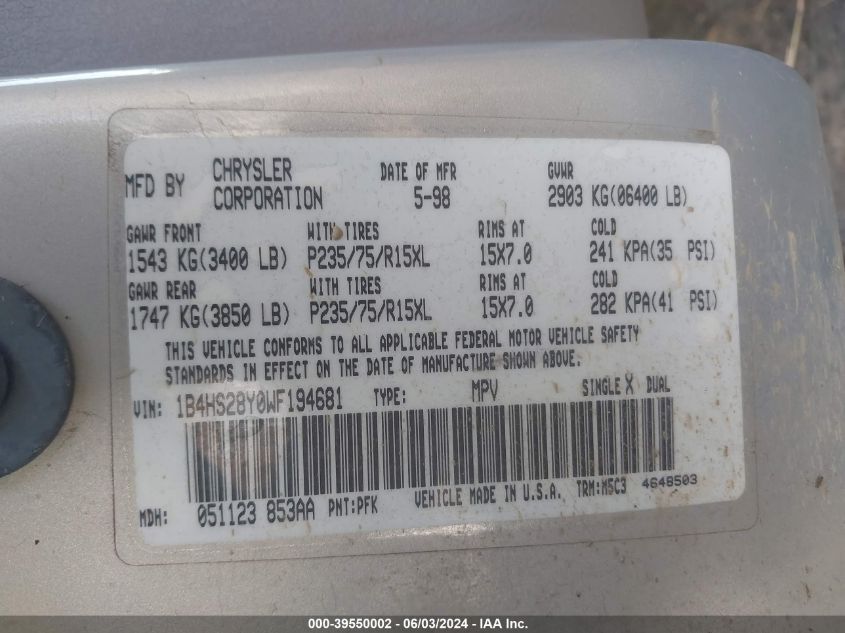 MFD BY CHRYSLER CORPORATION DATE OF MFR 5-98 GVWR 2903 KG(06400 LB)
GAWR FRONT WITH TIRES RIMS AT COLD
1543 KG(3400 LB) P235/75/R15XL 15X7.0 241 KPA(35 PSI)
GAWR REAR WITH TIRES RIMS AT COLD
1747 KG(3850 LB) P235/75/R15XL 15X7.0 282 KPA(41 PSI)
THIS VEHICLE CONFORMS TO ALL APPLICABLE FEDERAL MOTOR VEHICLE SAFETY
STANDARDS IN EFFECT ON THE DATE OF MANUFACTURE SHOWN ABOVE.
VIN: 1B4HS28Y0WF194681 TYPE: MPV SINGLE X DUAL
MDH: 051123 853AA PNT:PFK VEHICLE MADE IN U.S.A. TRM:M5C3 4648503
000-39550002 - 06/03/2024 - IAA Inc.